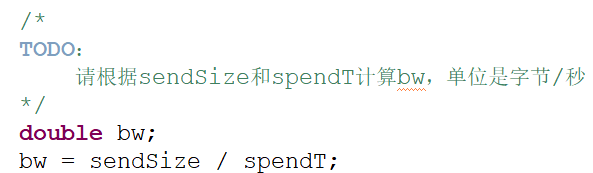 /*
TODO：
请根据sendSize和spendT计算bw，单位是字节/秒
*/
double bw;
bw = sendSize / spendT;